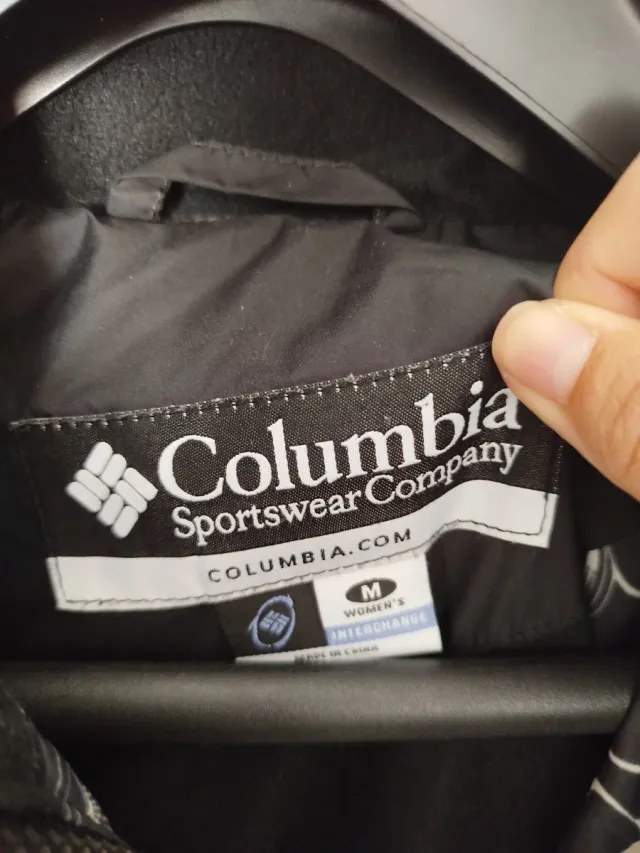 Columbia
Sportswear Company
COLUMBIA.COM
M
WOMEN'S
INTERCHANGE
MADE IN CHINA